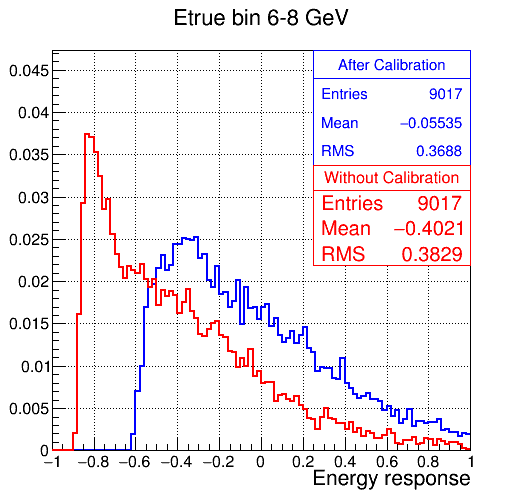 Etrue bin 6-8 GeV
After Calibration
Entries 9017
Mean −0.05535
RMS 0.3688
Without Calibration
Entries 9017
Mean −0.4021
RMS 0.3829
0.045
0.04
0.035
0.03
0.025
0.02
0.015
0.01
0.005
0
−1 −0.8 −0.6 −0.4 −0.2 0 0.2 0.4 0.6 0.8 1
Energy response